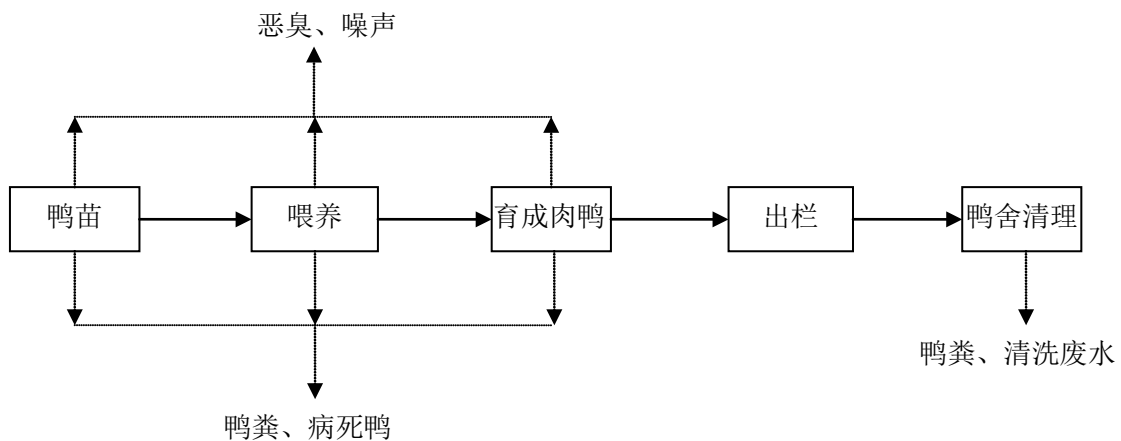 恶臭、噪声
鸭苗
喂养
育成肉鸭
出栏
鸭舍清理
鸭粪、清洗废水
鸭粪、病死鸭